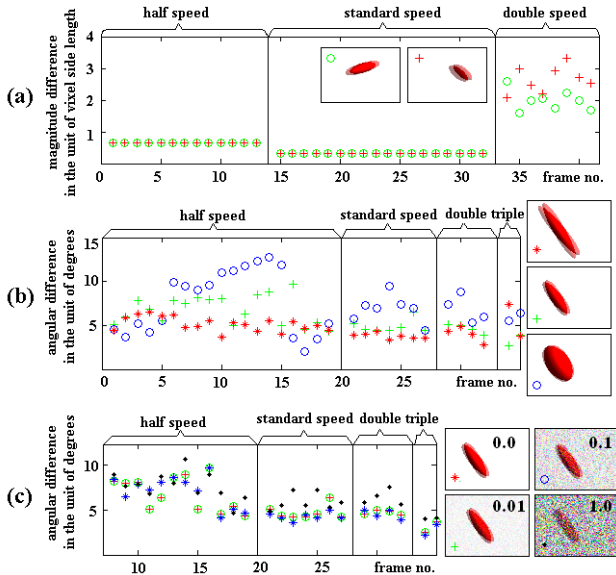 half speed
standard speed
double speed
(a)
magnitude difference
in the unit of voxel side length
4
3
2
1
0
5
10
15
20
25
30
35
frame no.
half speed
standard speed
double triple
(b)
angular difference
in the unit of degrees
15
10
5
0
10
20
frame no.
half speed
standard speed
double triple
(c)
angular difference
in the unit of degrees
10
5
10
15
20
25
frame no.
0.0
0.1
0.01
1.0